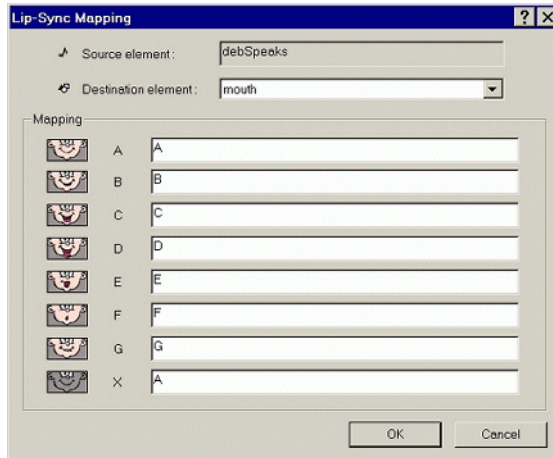 Lip-Sync Mapping
Source element: debSpeaks
Destination element: mouth
Mapping
A A
B B
C C
D D
E E
F F
G G
X A
OK Cancel